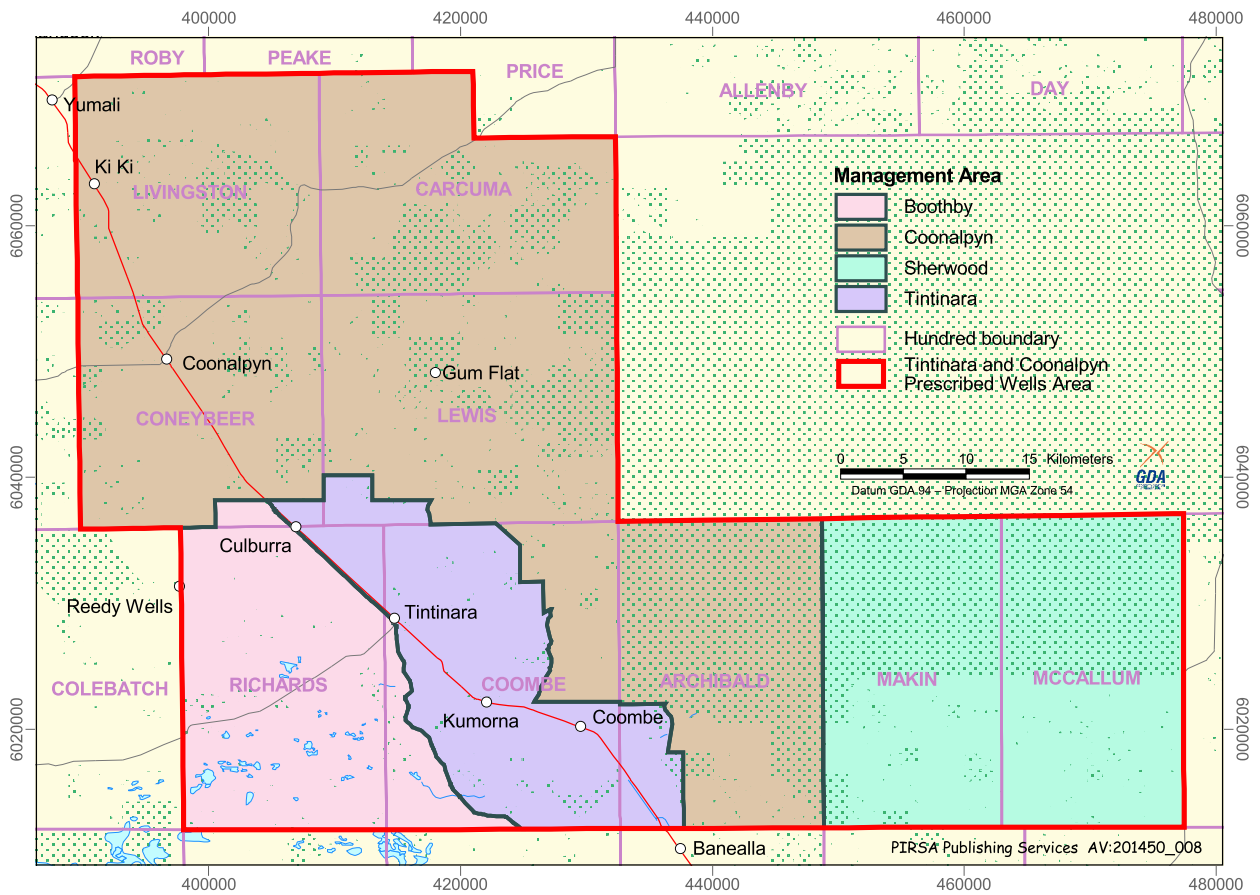 400000
420000
440000
460000
480000
ROBY
PEAKE
PRICE
ALLENBY
DAY
Yumali
Ki Ki
LIVINGSTON
CARCUMA
6060000
6060000
Management Area
Boothby
Coonalpyn
Sherwood
Tintinara
Hundred boundary
Tintinara and Coonalpyn
Prescribed Wells Area
Coonalpyn
Gum Flat
CONEYBEER
LEWIS
0 5 10 15 Kilometers
Datum GDA 94 - Projection MGA Zone 54
GDA
6040000
6040000
Culburra
Reedy Wells
Tintinara
COLEBATCH
RICHARDS
COOMBE
ARCHIBALD
MAKIN
MCCALLUM
Kumorna
Coombe
6020000
6020000
Banealla
PIRSA Publishing Services AV:201450_008
400000
420000
440000
460000
480000